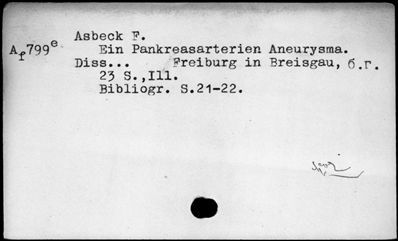 Asbeck F.
Af799e Ein Pankreasarterien Aneurysma.
Diss... Freiburg in Breisgau, б.г.
23 S.,Ill.
Bibliogr. S.21-22.